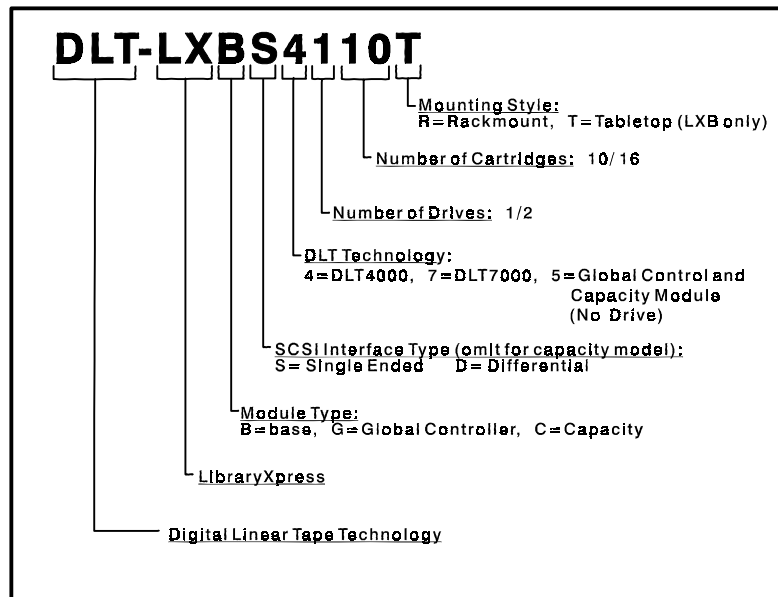 DLT-LXBS4110T
Mounting Style:
R=Rackmount, T=Tabletop (LXB only)
Number of Cartridges: 10/16
Number of Drives: 1/2
DLT Technology:
4=DLT4000, 7=DLT7000, 5=Global Control and
Capacity Module
(No Drive)
SCSI Interface Type (omit for capacity model):
S= Single Ended D= Differential
Module Type:
B=base, G=Global Controller, C=Capacity
LibraryXpress
Digital Linear Tape Technology